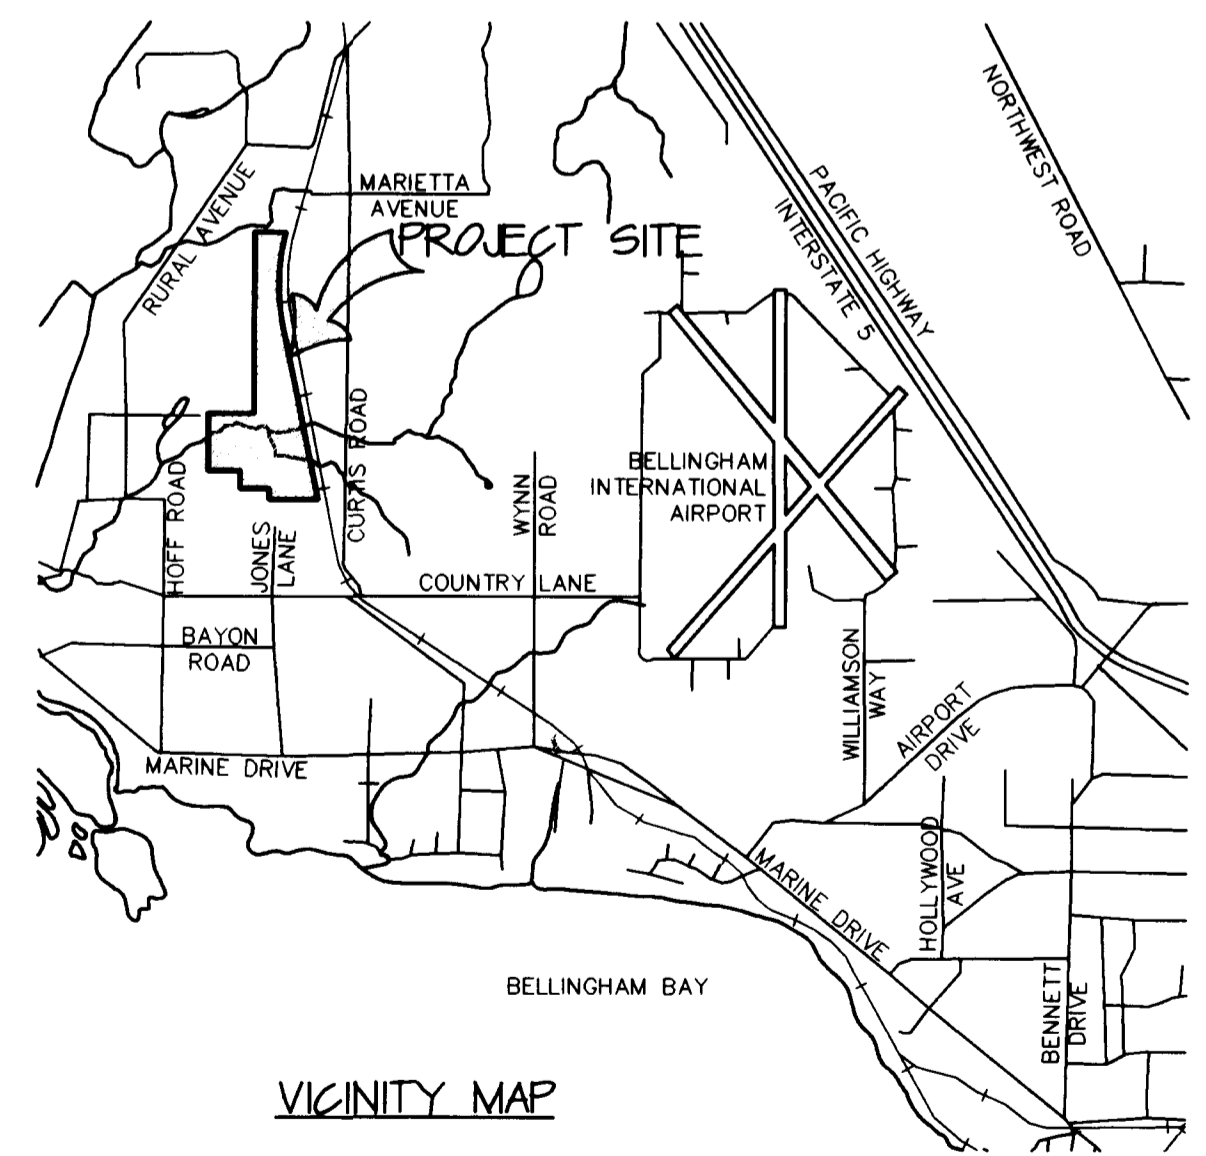 NORTHWEST ROAD
PACIFIC HIGHWAY
INTERSTATE 5
MARIETTA
AVENUE
RURAL AVENUE
PROJECT SITE
CURTIS ROAD
BELLINGHAM
INTERNATIONAL
AIRPORT
WYNN
ROAD
HOFF ROAD
JONES
LANE
COUNTRY LANE
BAYON
ROAD
WILLIAMSON
WAY
AIRPORT
DRIVE
MARINE DRIVE
HOLLYWOOD
AVE
MARINE DRIVE
BENNETT
DRIVE
BELLINGHAM BAY
VICINITY MAP